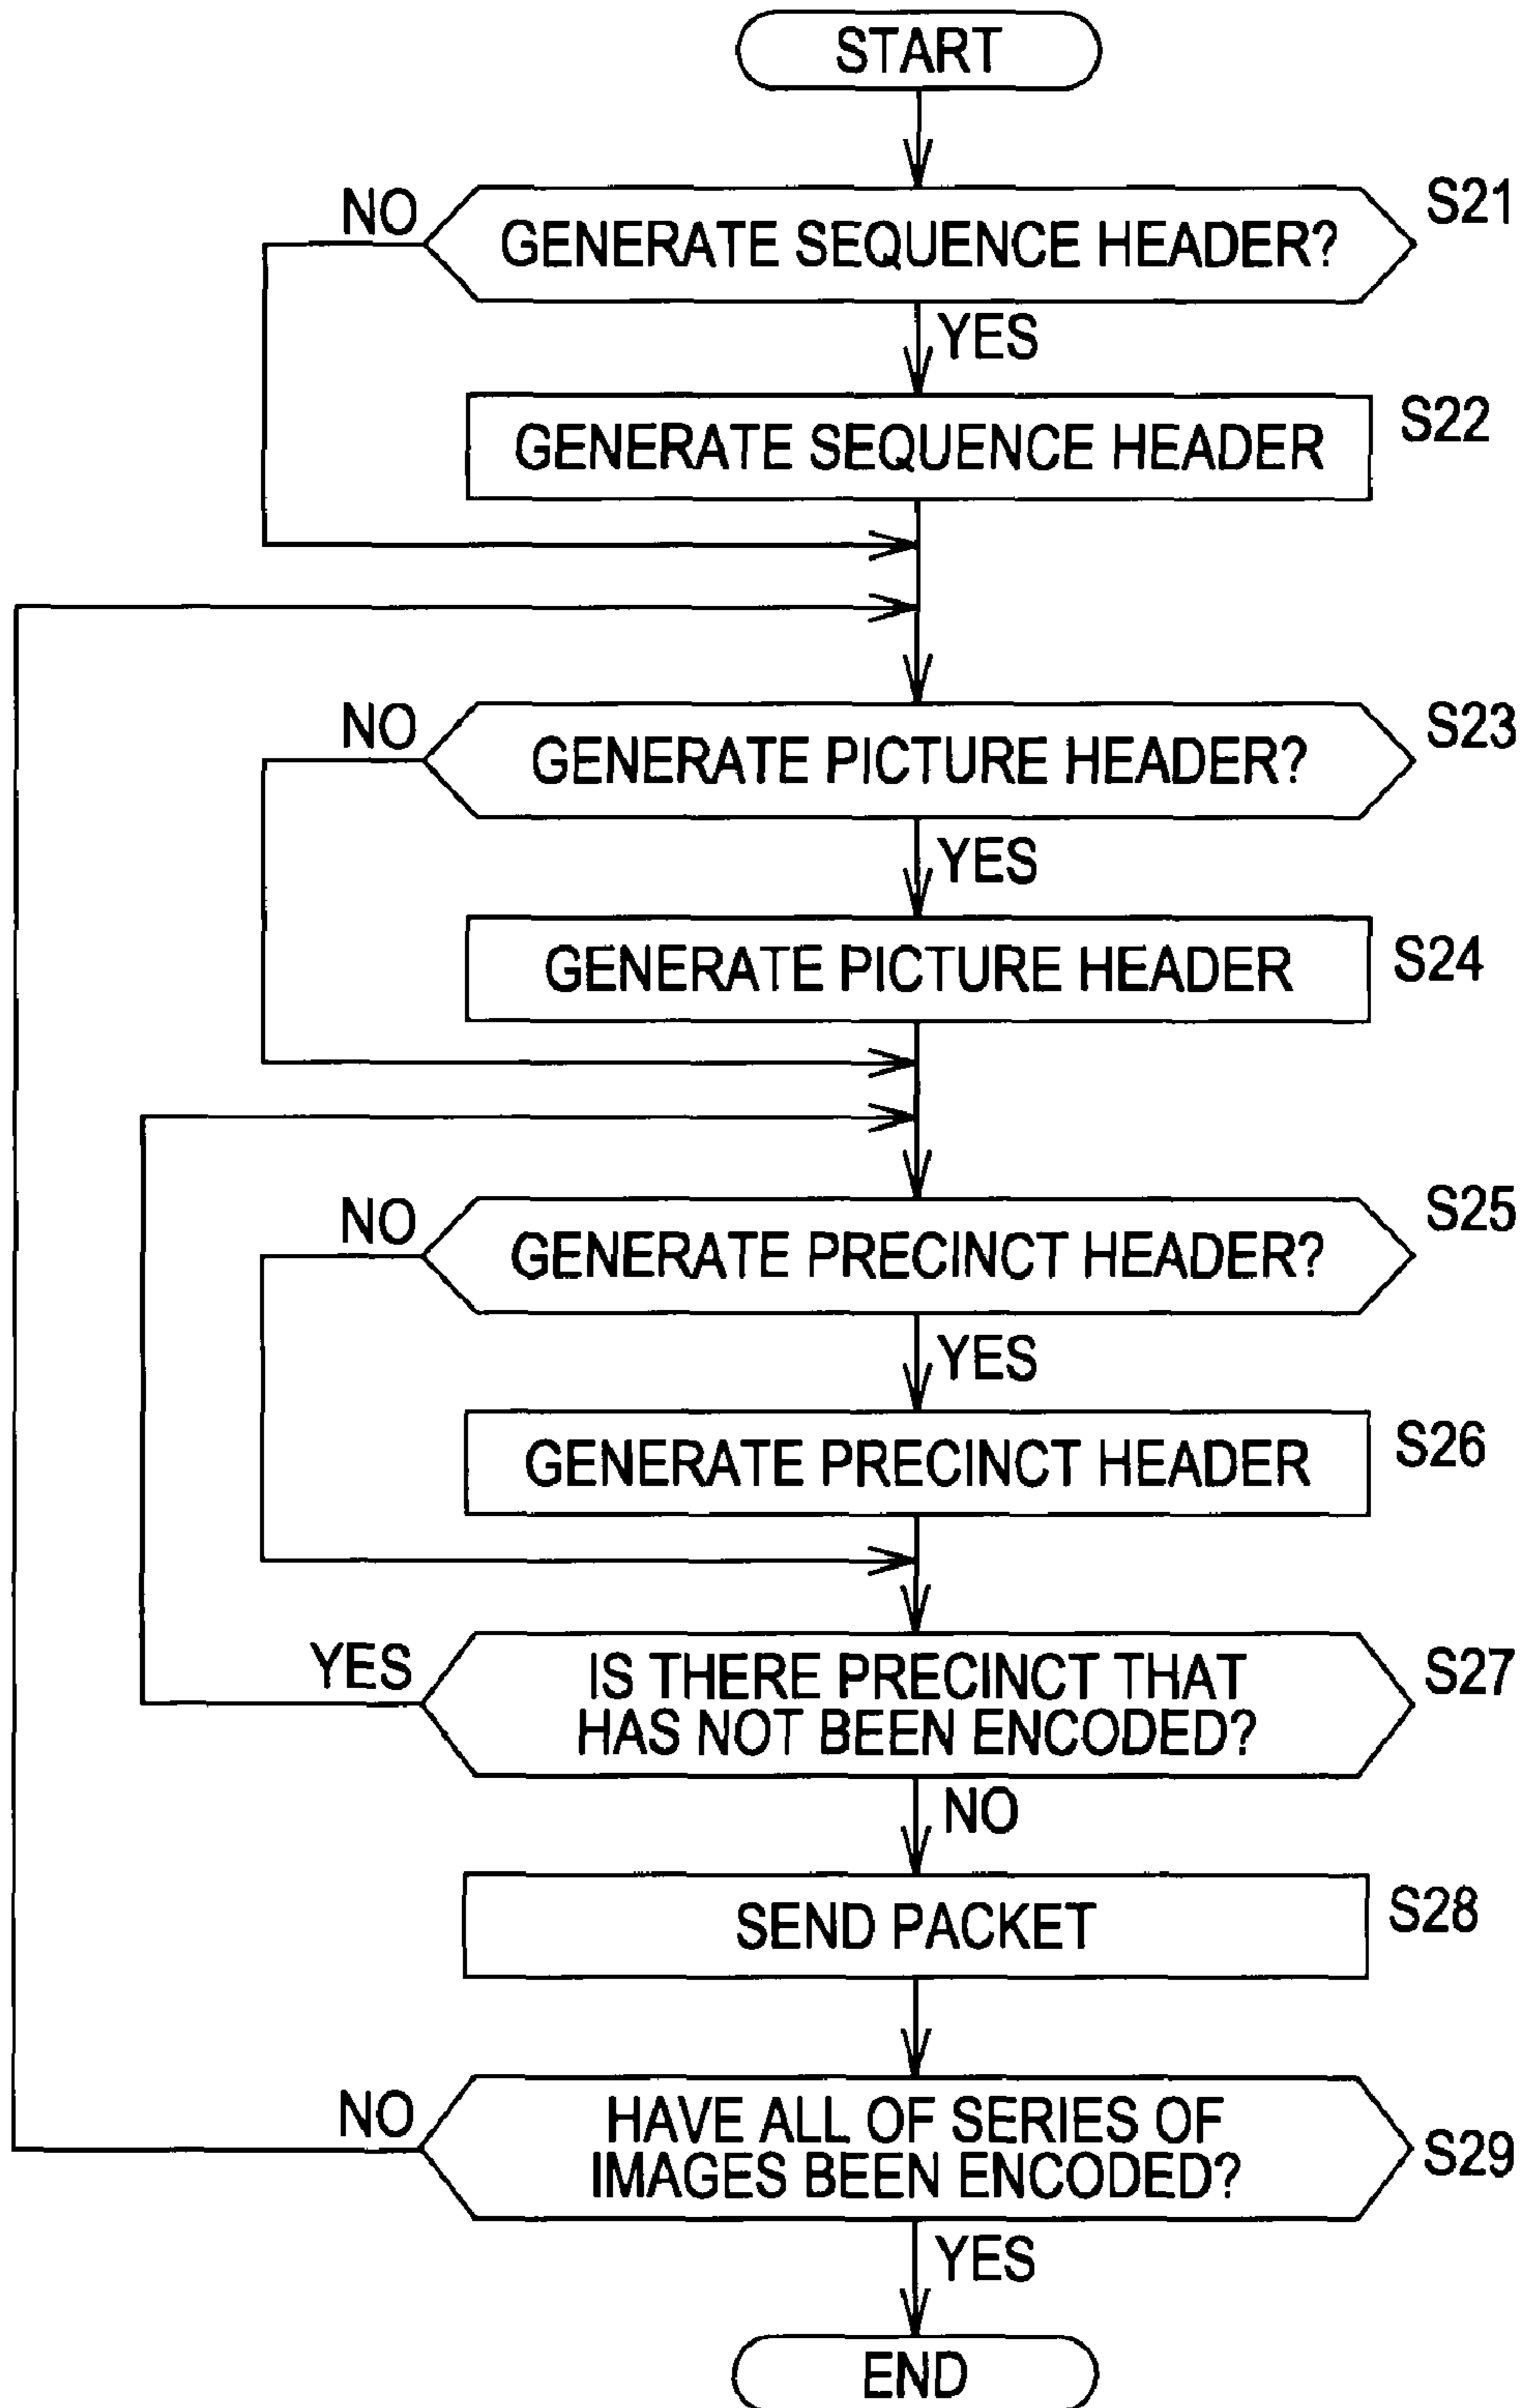 START
NO
GENERATE SEQUENCE HEADER?
S21
YES
GENERATE SEQUENCE HEADER
S22
NO
GENERATE PICTURE HEADER?
S23
YES
GENERATE PICTURE HEADER
S24
NO
GENERATE PRECINCT HEADER?
S25
YES
GENERATE PRECINCT HEADER
S26
YES
IS THERE PRECINCT THAT
HAS NOT BEEN ENCODED?
S27
NO
SEND PACKET
S28
NO
HAVE ALL OF SERIES OF
IMAGES BEEN ENCODED?
S29
YES
END